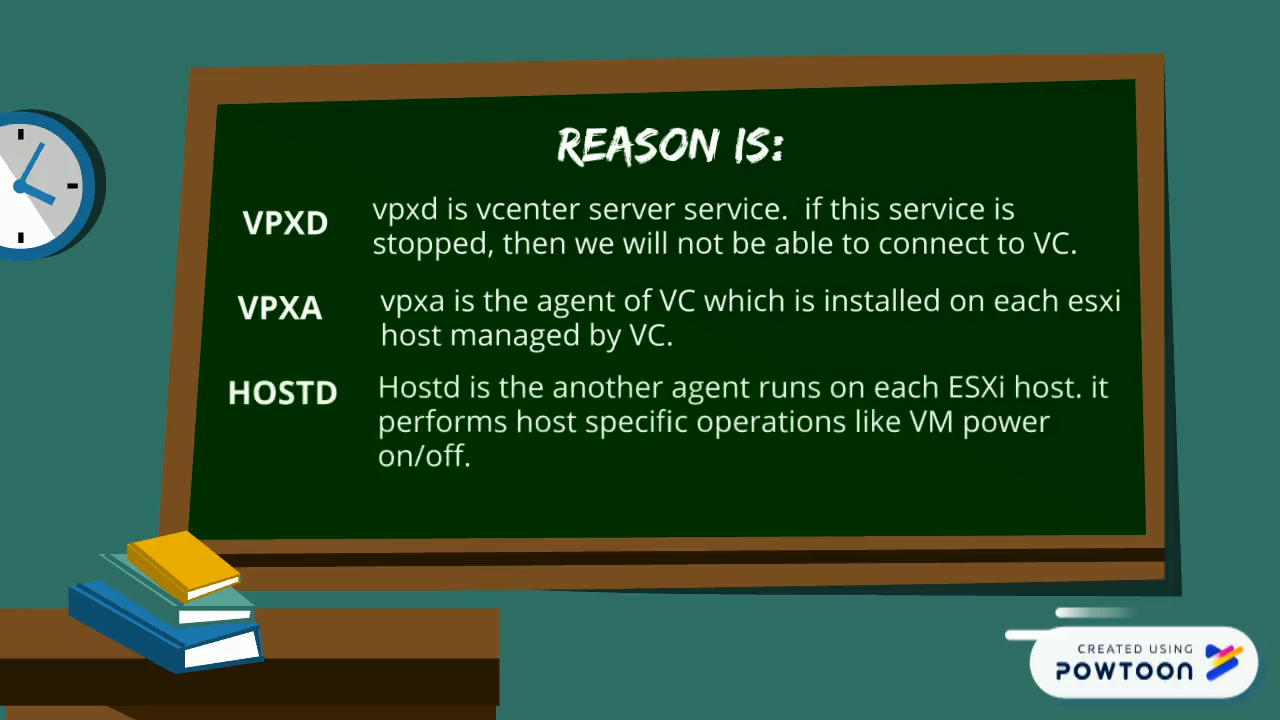 REASON IS:
VPXD
vpxd is vcenter server service.  if this service is
stopped, then we will not be able to connect to VC.
VPXA
vpxa is the agent of VC which is installed on each esxi
host managed by VC.
HOSTD
Hostd is the another agent runs on each ESXi host. it
performs host specific operations like VM power
on/off.
CREATED USING
POWTOON